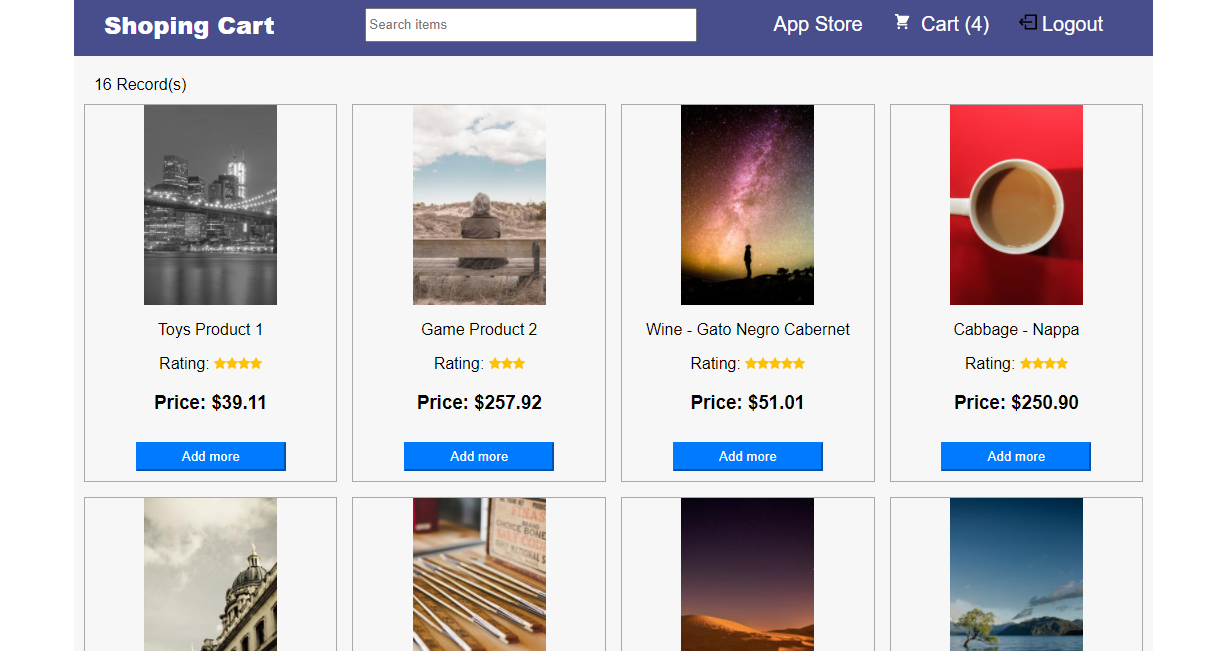 Shoping Cart
Search items
App Store
Cart (4)
Logout
16 Record(s)
Toys Product 1
Rating:
Price: $39.11
Add more
Game Product 2
Rating:
Price: $257.92
Add more
Wine - Gato Negro Cabernet
Rating:
Price: $51.01
Add more
Cabbage - Nappa
Rating:
Price: $250.90
Add more
CHOICE BONE